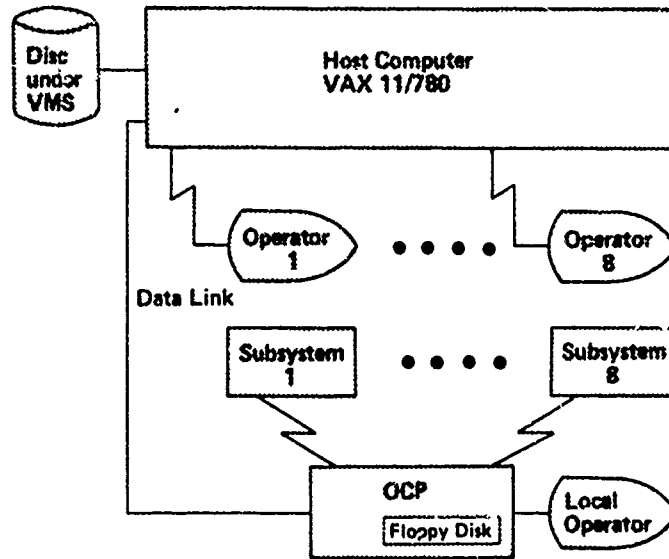 Disc
under
VMS
Host Computer
VAX 11/780
Operator
1
Operator
8
Data Link
Subsystem
1
Subsystem
8
OCP
Floppy Disk
Local
Operator